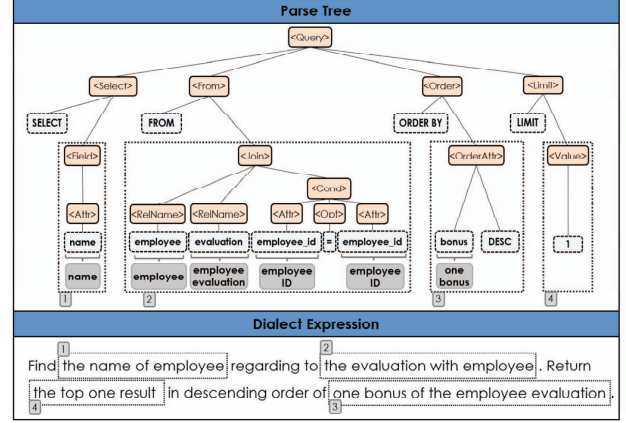 Parse Tree
<Query>
<Select> <From> <Order> <Limit>
SELECT FROM ORDER BY LIMIT
<Field> <Join> <OrderAttr> <Value>
<Cond>
<Attr> <RelName> <RelName> <Attr> <Opt> <Attr>
name employee evaluation employee_id = employee_id bonus DESC 1
name employee employee evaluation employee ID employee ID one bonus
1 2 3 4
Dialect Expression
1 2
Find the name of employee regarding to the evaluation with employee . Return
the top one result in descending order of one bonus of the employee evaluation .
4 3